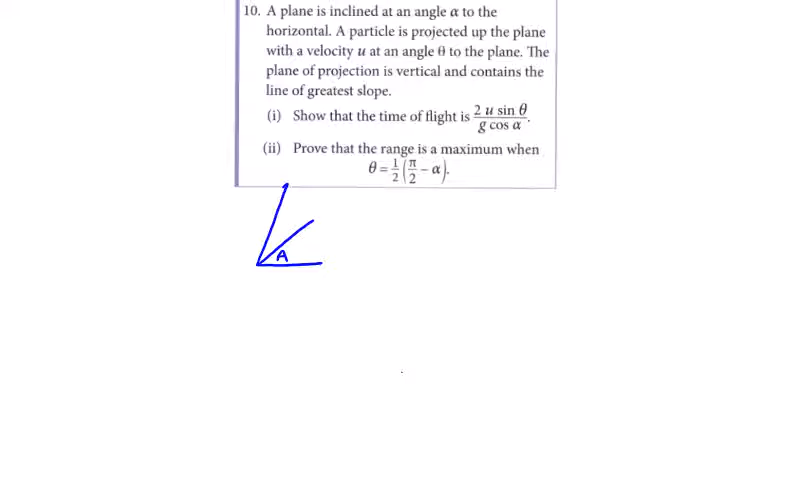 10. A plane is inclined at an angle α to the
horizontal. A particle is projected up the plane
with a velocity u at an angle θ to the plane. The
plane of projection is vertical and contains the
line of greatest slope.
(i) Show that the time of flight is 2 u sin θ / g cos α.
(ii) Prove that the range is a maximum when
θ = 1/2 (π/2 − α).
A